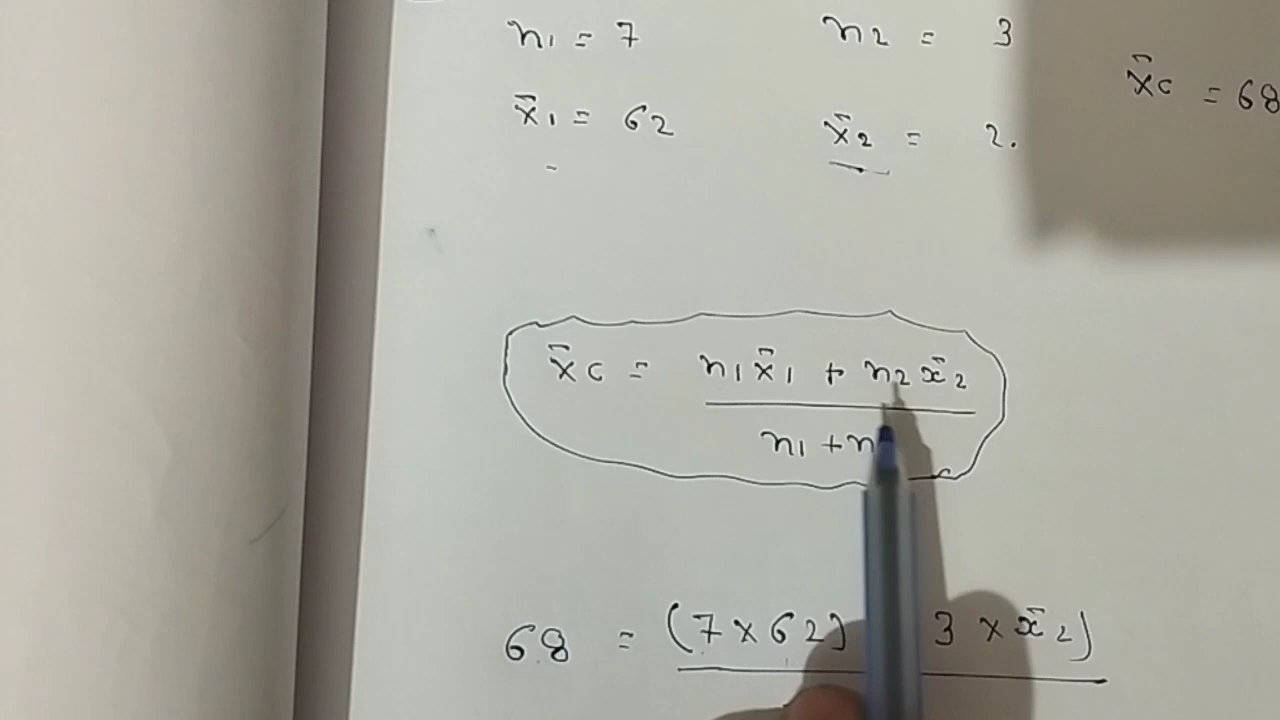 n1 = 7 n2 = 3
x̄c = 68
x̄1 = 62 x̄2 = 2.
x̄c = n1x̄1 + n2x̄2
n1 + n
68 = (7 × 62) 3 × x̄2)